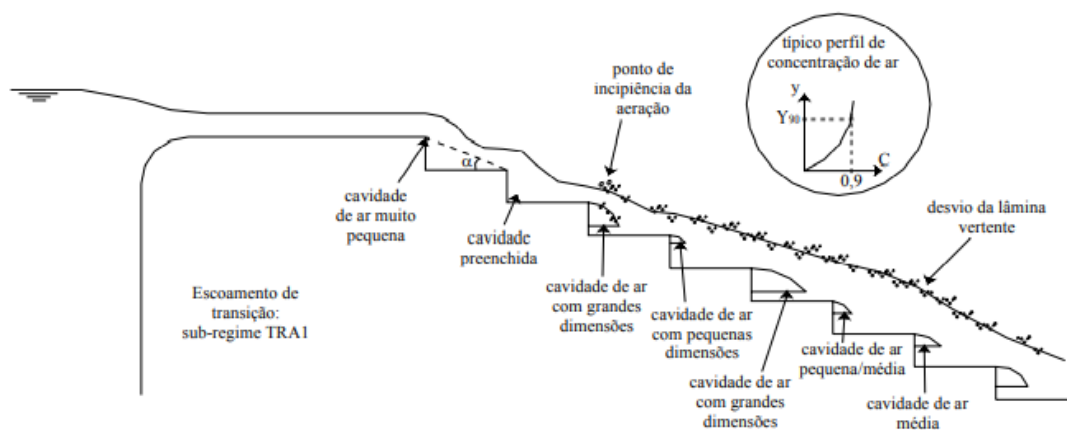 típico perfil de
concentração de ar
y
Y90
C
0,9
ponto de
incipiência da
aeração
α
cavidade
de ar muito
pequena
cavidade
preenchida
desvio da lâmina
vertente
Escoamento de
transição:
sub-regime TRA1
cavidade de ar
com grandes
dimensões
cavidade de ar
com pequenas
dimensões
cavidade de ar
com grandes
dimensões
cavidade de ar
pequena/média
cavidade de ar
média